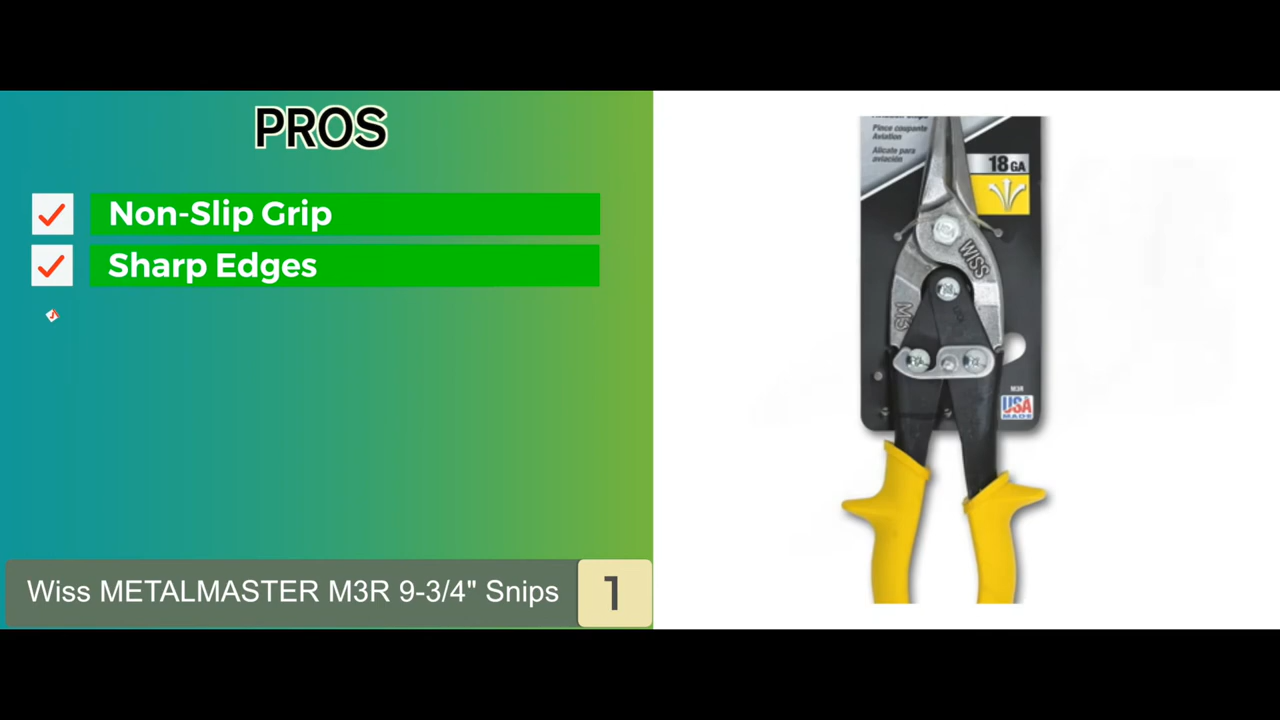 PROS
Non-Slip Grip
Sharp Edges
Wiss METALMASTER M3R 9-3/4" Snips
1
Pince coupante
Aviation
Alicate para
aviación
18 GA
USA
WISS
M3R
USA
MADE